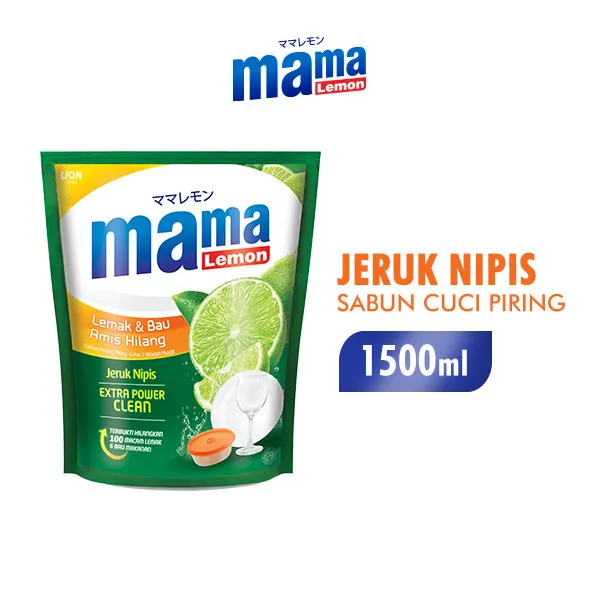 ママレモン
mama
Lemon
LION
ママレモン
mama
Lemon
Lemak & Bau
Amis Hilang
Jeruk Nipis
EXTRA POWER
CLEAN
TERBUKTI HILANGKAN
100 MACAM LEMAK
& BAU MAKANAN
JERUK NIPIS
SABUN CUCI PIRING
1500ml